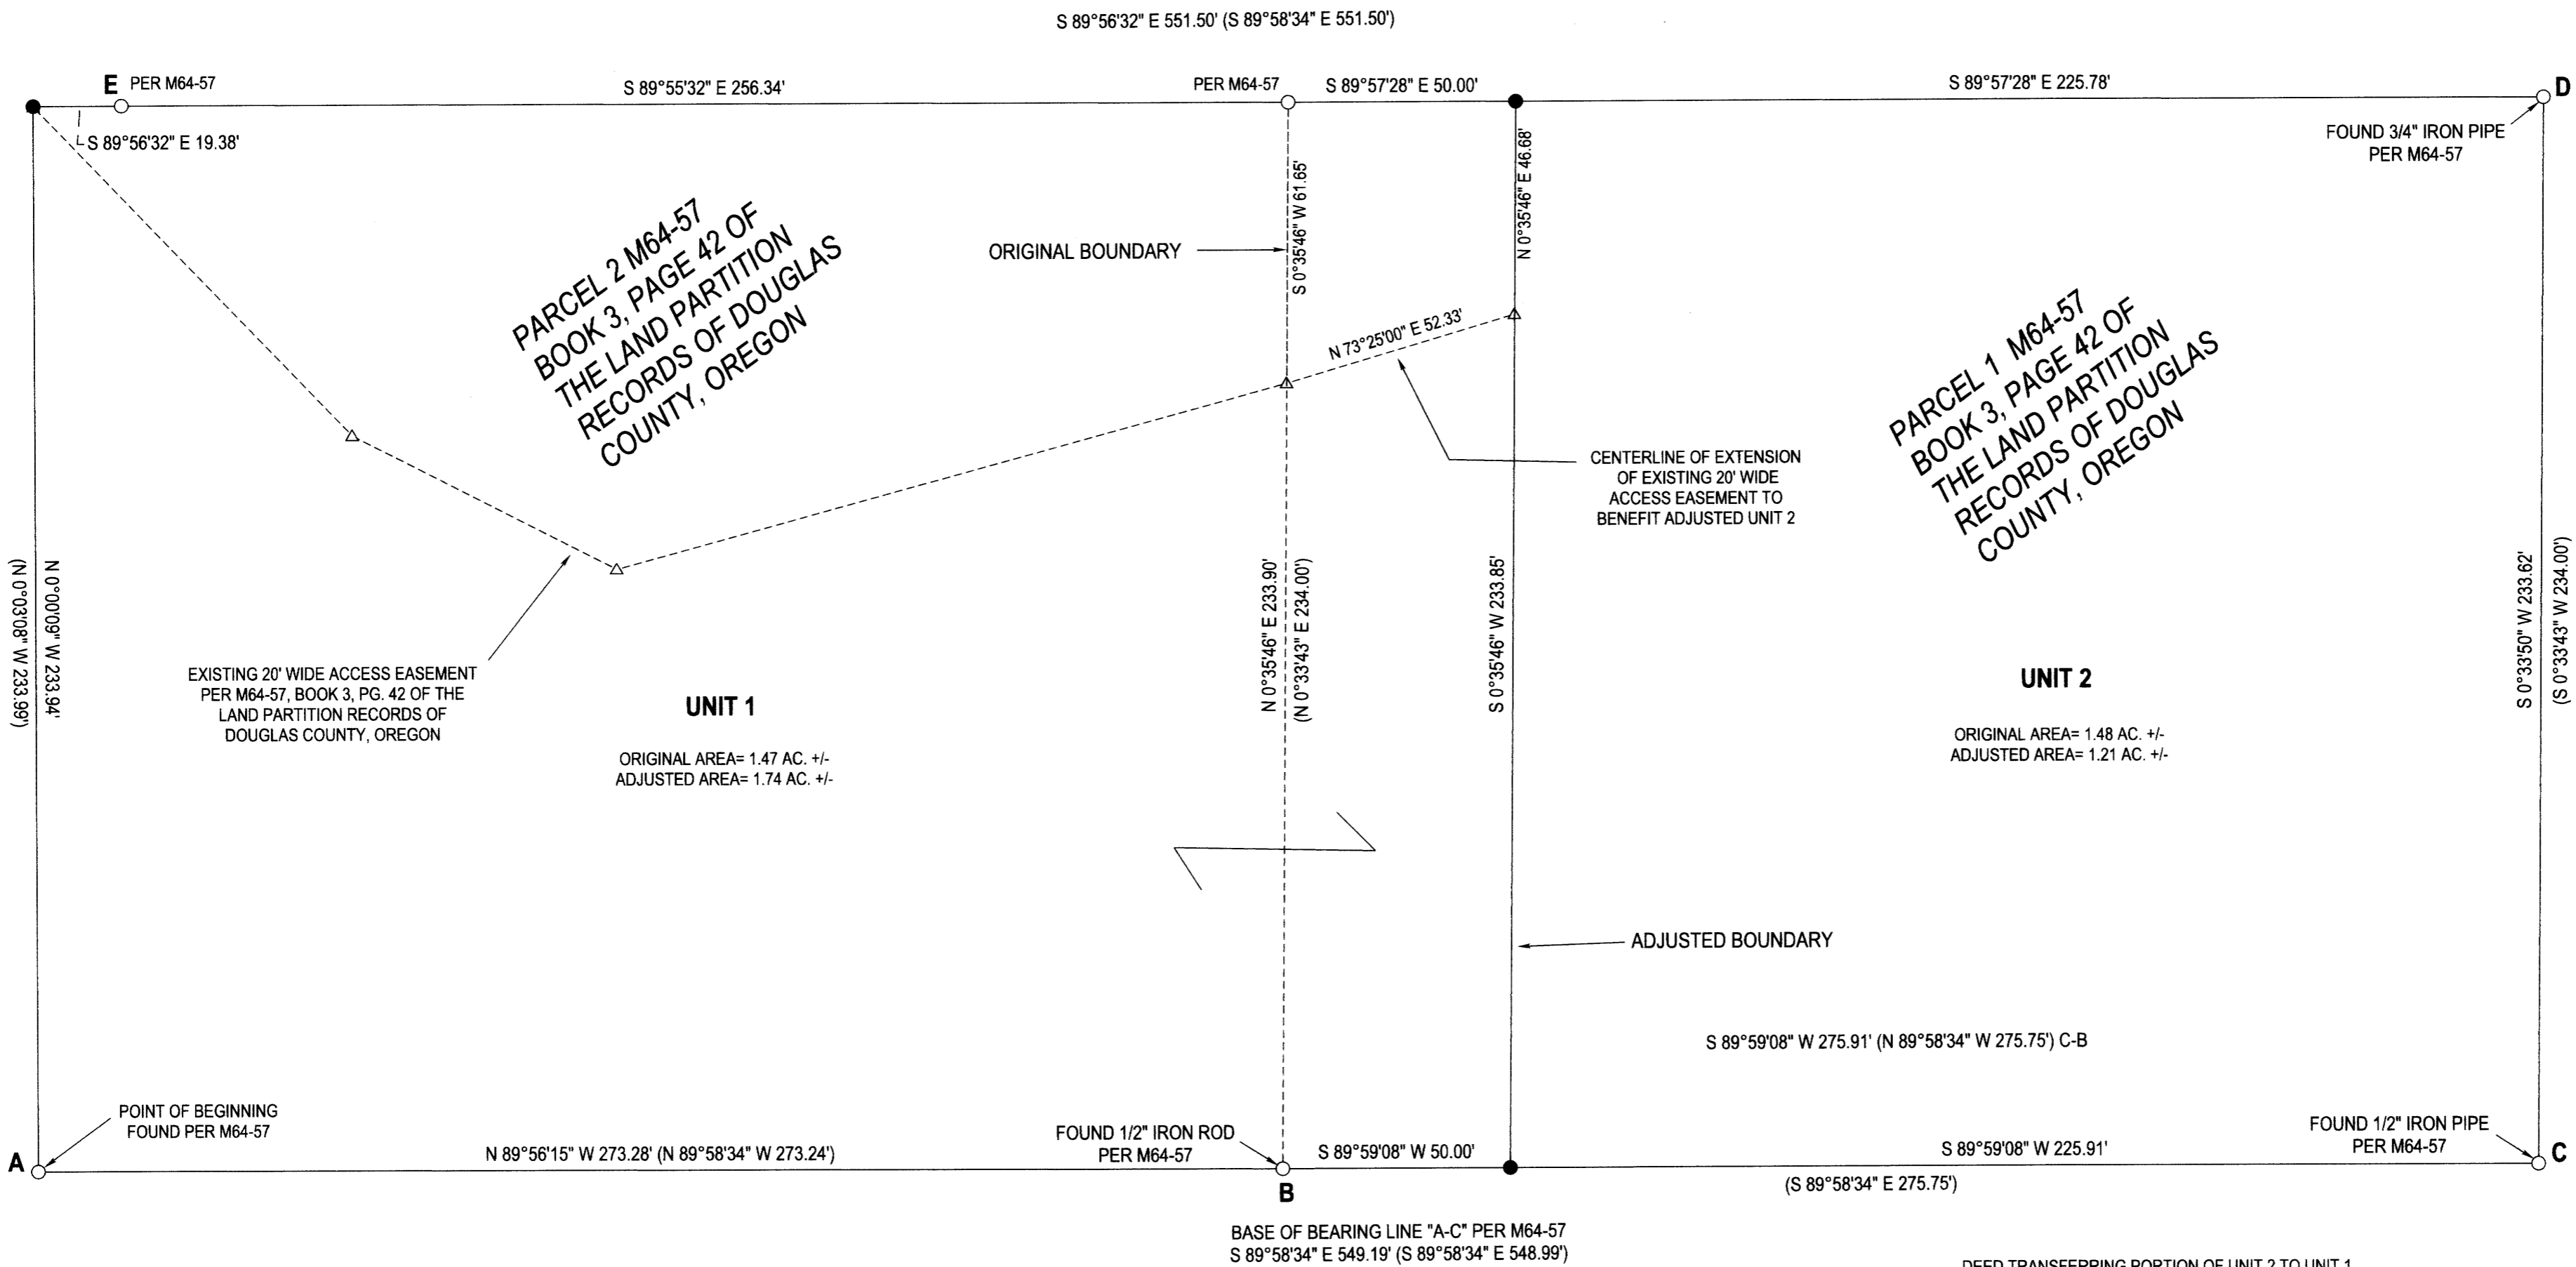 S 89°56'32" E 551.50' (S 89°58'34" E 551.50')
E PER M64-57
S 89°55'32" E 256.34'
PER M64-57
S 89°57'28" E 50.00'
S 89°57'28" E 225.78'
D
S 89°56'32" E 19.38'
FOUND 3/4" IRON PIPE
PER M64-57
S 0°35'46" W 61.65'
N 0°35'46" E 46.68'
ORIGINAL BOUNDARY
PARCEL 2 M64-57
BOOK 3, PAGE 42 OF
THE LAND PARTITION
RECORDS OF DOUGLAS
COUNTY, OREGON
N 73°25'00" E 52.33'
PARCEL 1 M64-57
BOOK 3, PAGE 42 OF
THE LAND PARTITION
RECORDS OF DOUGLAS
COUNTY, OREGON
CENTERLINE OF EXTENSION
OF EXISTING 20' WIDE
ACCESS EASEMENT TO
BENEFIT ADJUSTED UNIT 2
(N 0°03'08" W 233.99')
N 0°00'09" W 233.94'
N 0°35'46" E 233.90'
(N 0°33'43" E 234.00')
S 0°35'46" W 233.85'
S 0°33'50" W 233.62'
(S 0°33'43" W 234.00')
EXISTING 20' WIDE ACCESS EASEMENT
PER M64-57, BOOK 3, PG. 42 OF THE
LAND PARTITION RECORDS OF
DOUGLAS COUNTY, OREGON
UNIT 1
ORIGINAL AREA= 1.47 AC. +/-
ADJUSTED AREA= 1.74 AC. +/-
UNIT 2
ORIGINAL AREA= 1.48 AC. +/-
ADJUSTED AREA= 1.21 AC. +/-
ADJUSTED BOUNDARY
S 89°59'08" W 275.91' (N 89°58'34" W 275.75') C-B
POINT OF BEGINNING
FOUND PER M64-57
A
N 89°56'15" W 273.28' (N 89°58'34" W 273.24')
FOUND 1/2" IRON ROD
PER M64-57
S 89°59'08" W 50.00'
S 89°59'08" W 225.91'
FOUND 1/2" IRON PIPE
PER M64-57
C
B
(S 89°58'34" E 275.75')
BASE OF BEARING LINE "A-C" PER M64-57
S 89°58'34" E 549.19' (S 89°58'34" E 548.99')
DEED TRANSFERRING PORTION OF UNIT 2 TO UNIT 1